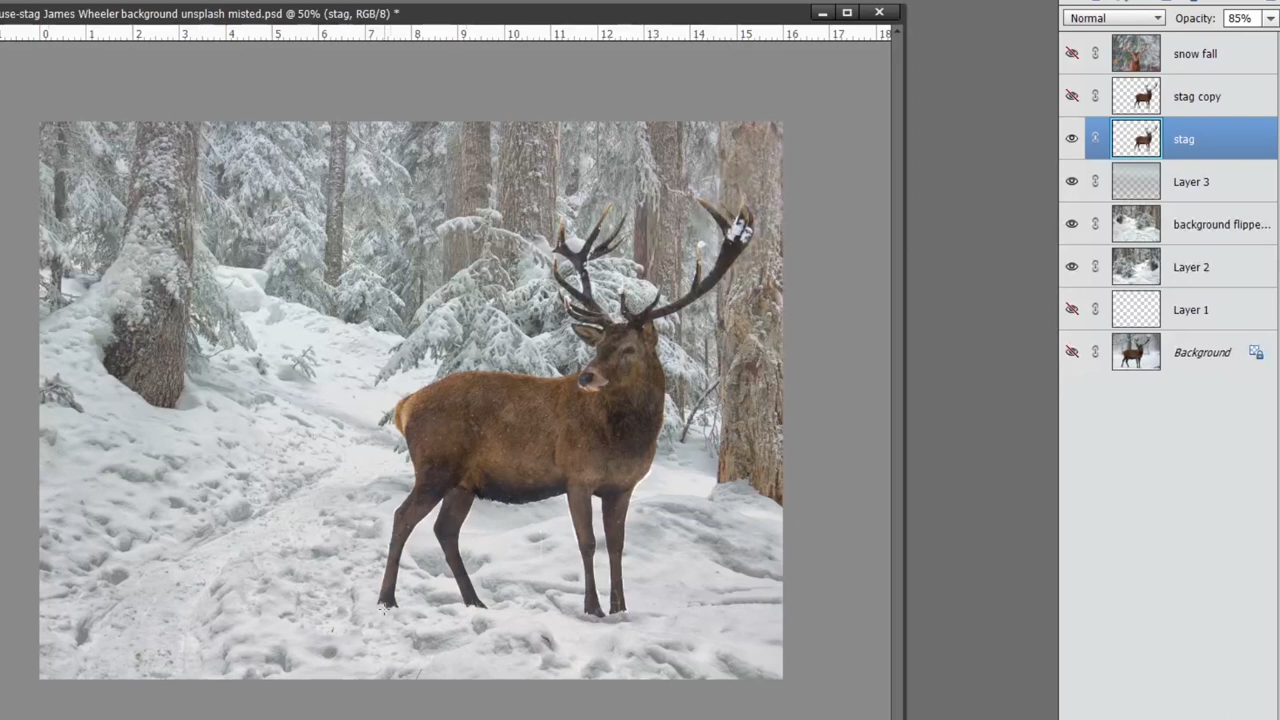 use-stag James Wheeler background unsplash misted.psd @ 50% (stag, RGB/8) *
0 1 2 3 4 5 6 7 8 9 10 11 12 13 14 15 16 17 18
Normal Opacity: 85%
snow fall
stag copy
stag
Layer 3
background flippe...
Layer 2
Layer 1
Background